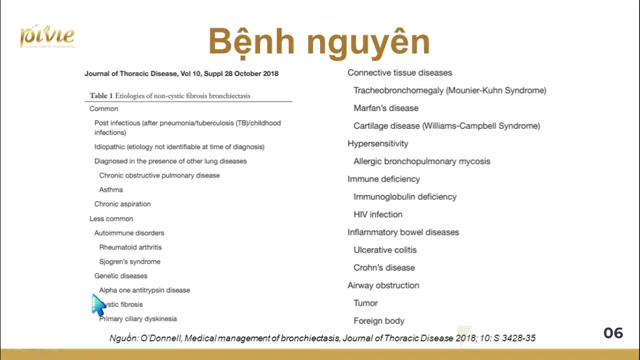 pivie
Bệnh nguyên
Journal of Thoracic Disease, Vol 10, Suppl 28 October 2018
Table 1 Etiologies of non-cystic fibrosis bronchiectasis
Common
Post infectious (after pneumonia/tuberculosis (TB)/childhood
infections)
Idiopathic (etiology not identifiable at time of diagnosis)
Diagnosed in the presence of other lung diseases
Chronic obstructive pulmonary disease
Asthma
Chronic aspiration
Less common
Autoimmune disorders
Rheumatoid arthritis
Sjogren's syndrome
Genetic diseases
Alpha one antitrypsin disease
fibrosis
Primary ciliary dyskinesia
Connective tissue diseases
Tracheobronchomegaly (Mounier-Kuhn Syndrome)
Marfan's disease
Cartilage disease (Williams-Campbell Syndrome)
Hypersensitivity
Allergic bronchopulmonary mycosis
Immune deficiency
Immunoglobulin deficiency
HIV infection
Inflammatory bowel diseases
Ulcerative colitis
Crohn's disease
Airway obstruction
Tumor
Foreign body
Nguồn: O'Donnell, Medical management of bronchiectasis, Journal of Thoracic Disease 2018; 10: S 3428-35
06